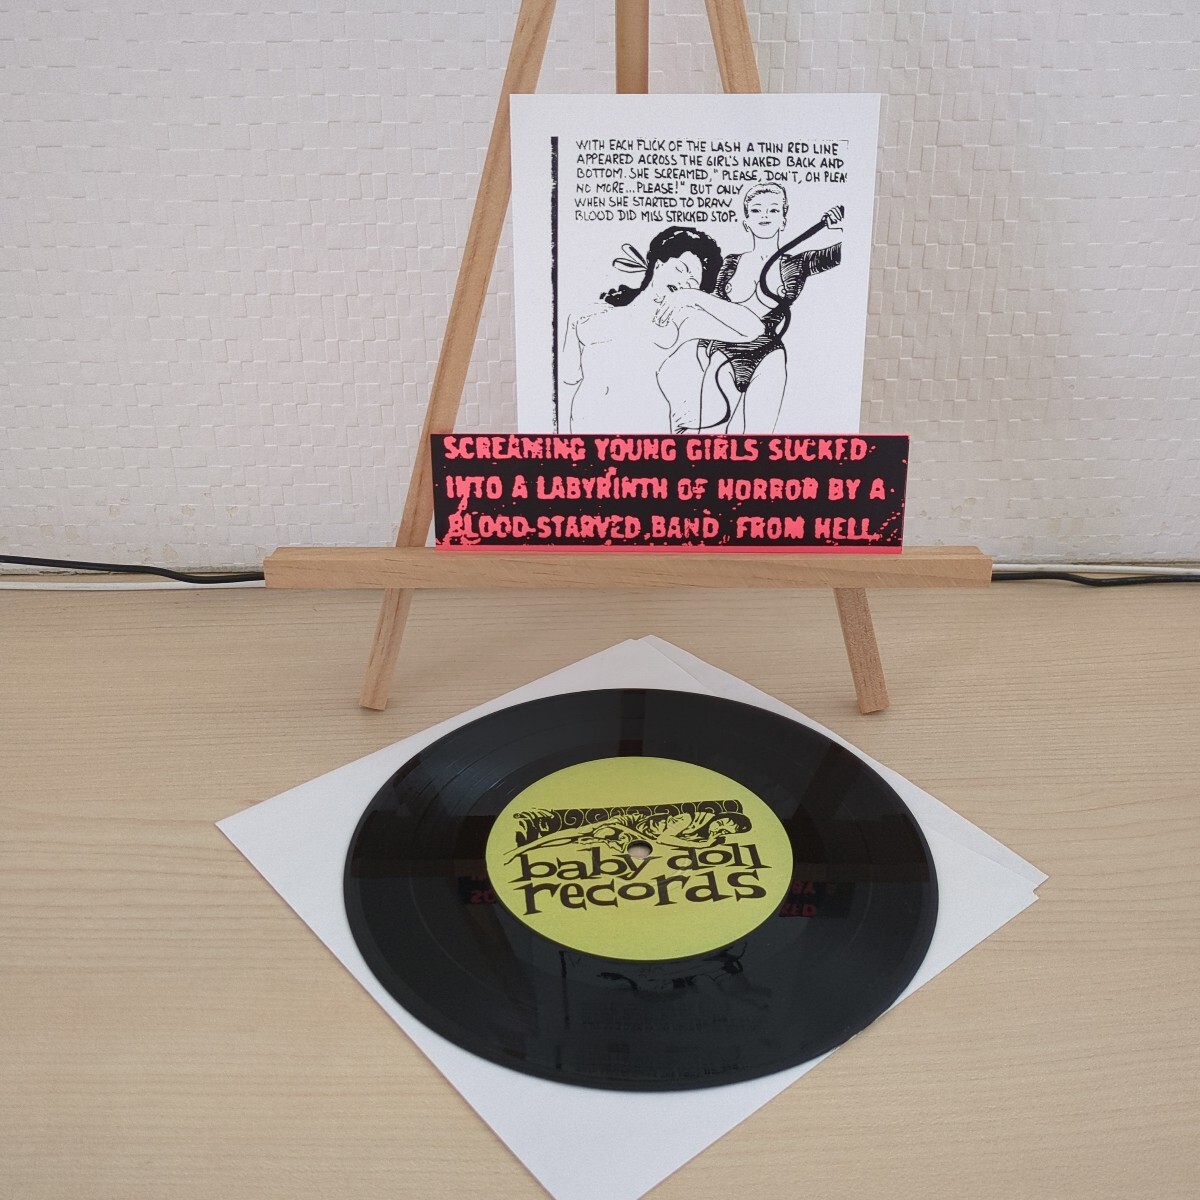 WITH EACH FLICK OF THE LASH A THIN RED LINE
APPEARED ACROSS THE GIRL'S NAKED BACK AND
BOTTOM. SHE SCREAMED, "PLEASE, DON'T, OH PLEA
NO MORE... PLEASE!" BUT ONLY
WHEN SHE STARTED TO DRAW
BLOOD DID MISS STRICKED STOP.
SCREAMING YOUNG GIRLS SUCKED
INTO A LABYRINTH OF HORROR BY A
BLOOD-STARVED BAND FROM HELL
baby doll
records